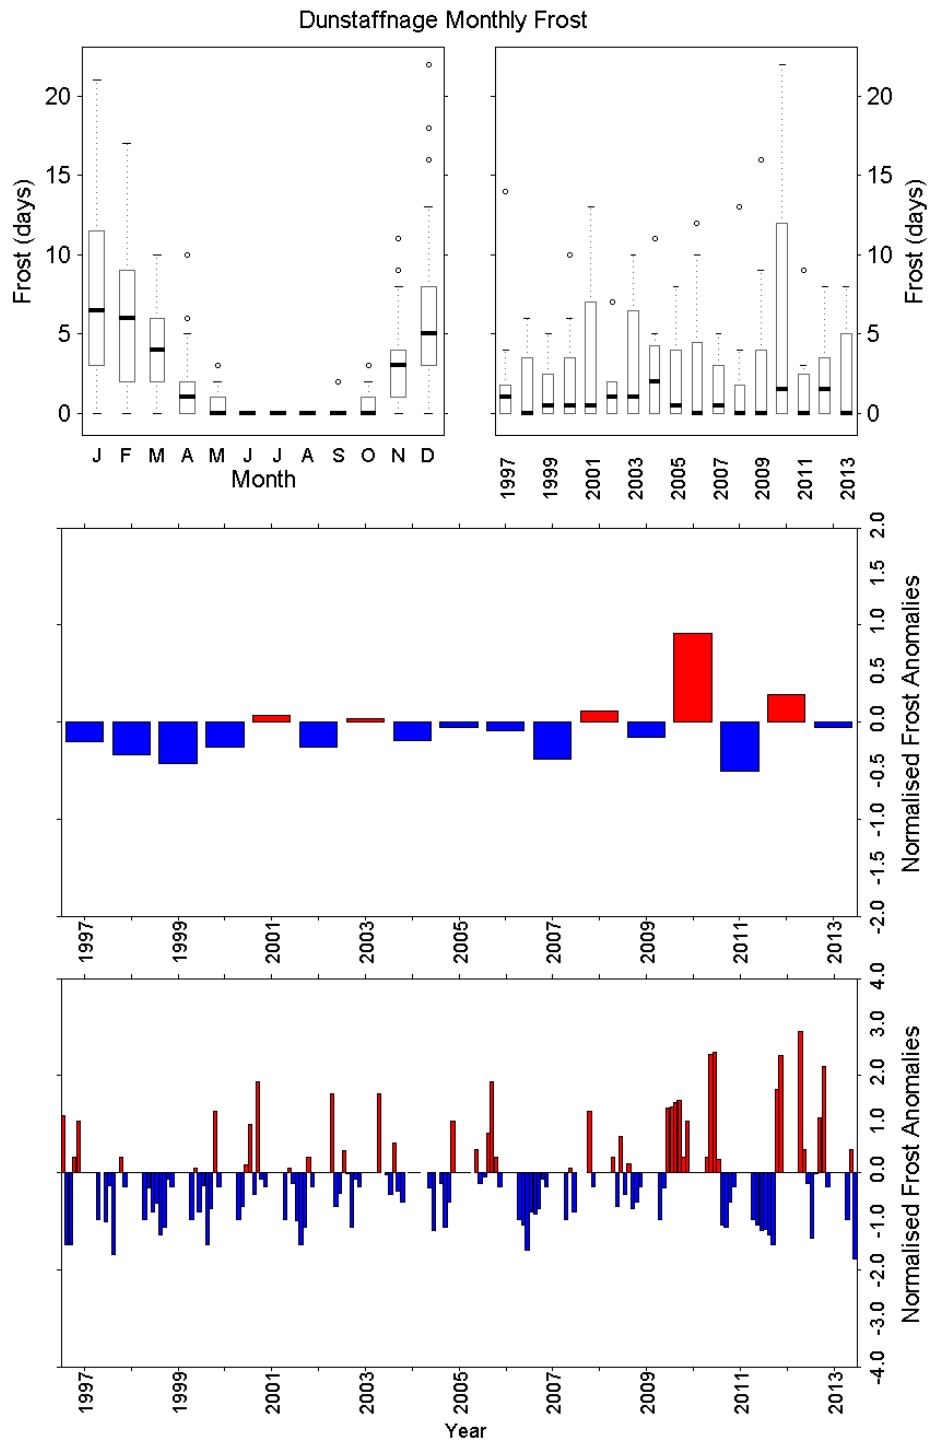 Dunstaffnage Monthly Frost
20
15
10
5
0
Frost (days)
J F M A M J J A S O N D
Month
20
15
10
5
0
Frost (days)
1997 1999 2001 2003 2005 2007 2009 2011 2013
2.0
1.5
1.0
0.5
0.0
-0.5
-1.0
-1.5
-2.0
Normalised Frost Anomalies
1997 1999 2001 2003 2005 2007 2009 2011 2013
4.0
3.0
2.0
1.0
0.0
-1.0
-2.0
-3.0
-4.0
Normalised Frost Anomalies
1997 1999 2001 2003 2005 2007 2009 2011 2013
Year